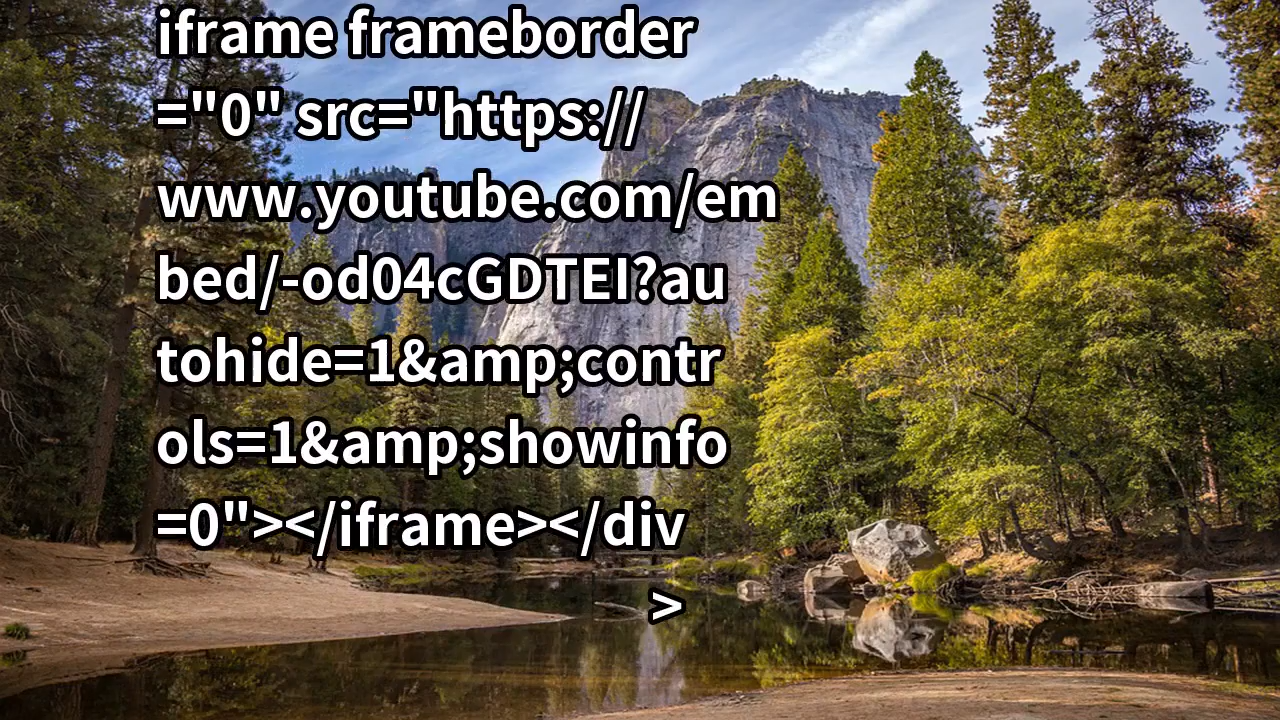 iframe frameborder
="0" src="https://
www.youtube.com/em
bed/-od04cGDTEI?au
tohide=1&amp;contr
ols=1&amp;showinfo
=0"></iframe></div
>